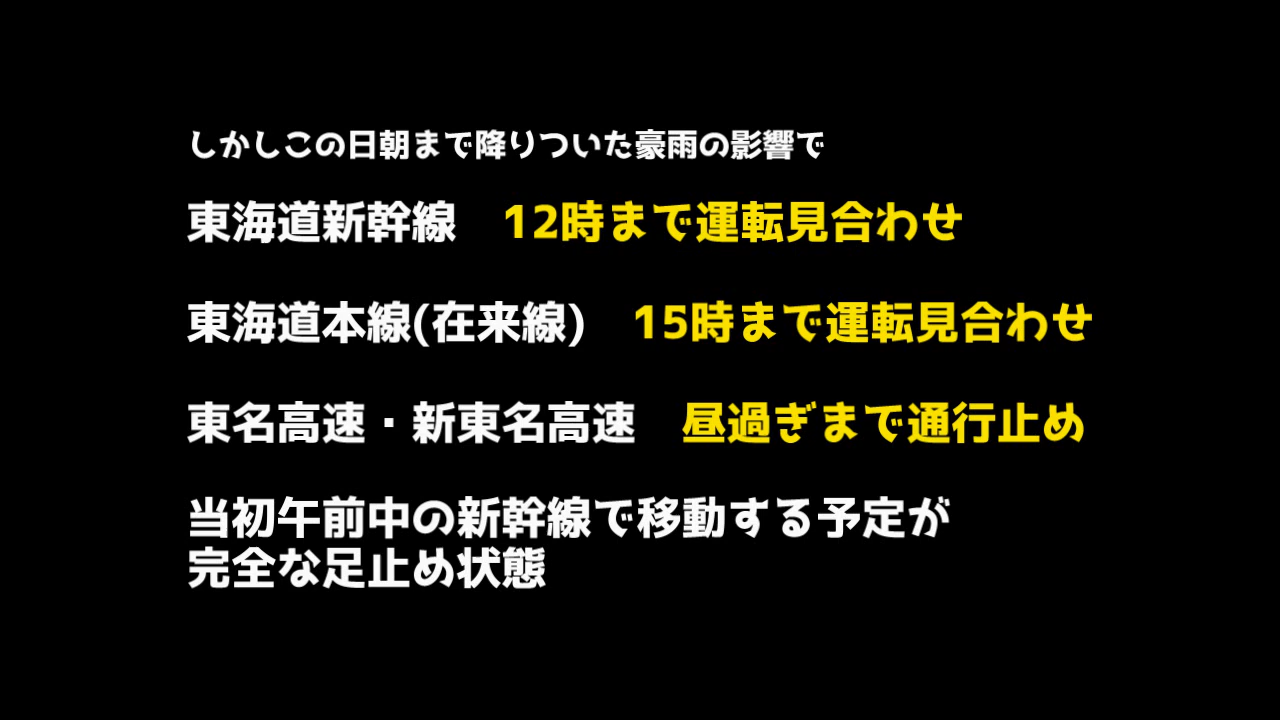 しかしこの日朝まで降りついた豪雨の影響で
東海道新幹線　12時まで運転見合わせ
東海道本線(在来線)　15時まで運転見合わせ
東名高速・新東名高速　昼過ぎまで通行止め
当初午前中の新幹線で移動する予定が
完全な足止め状態